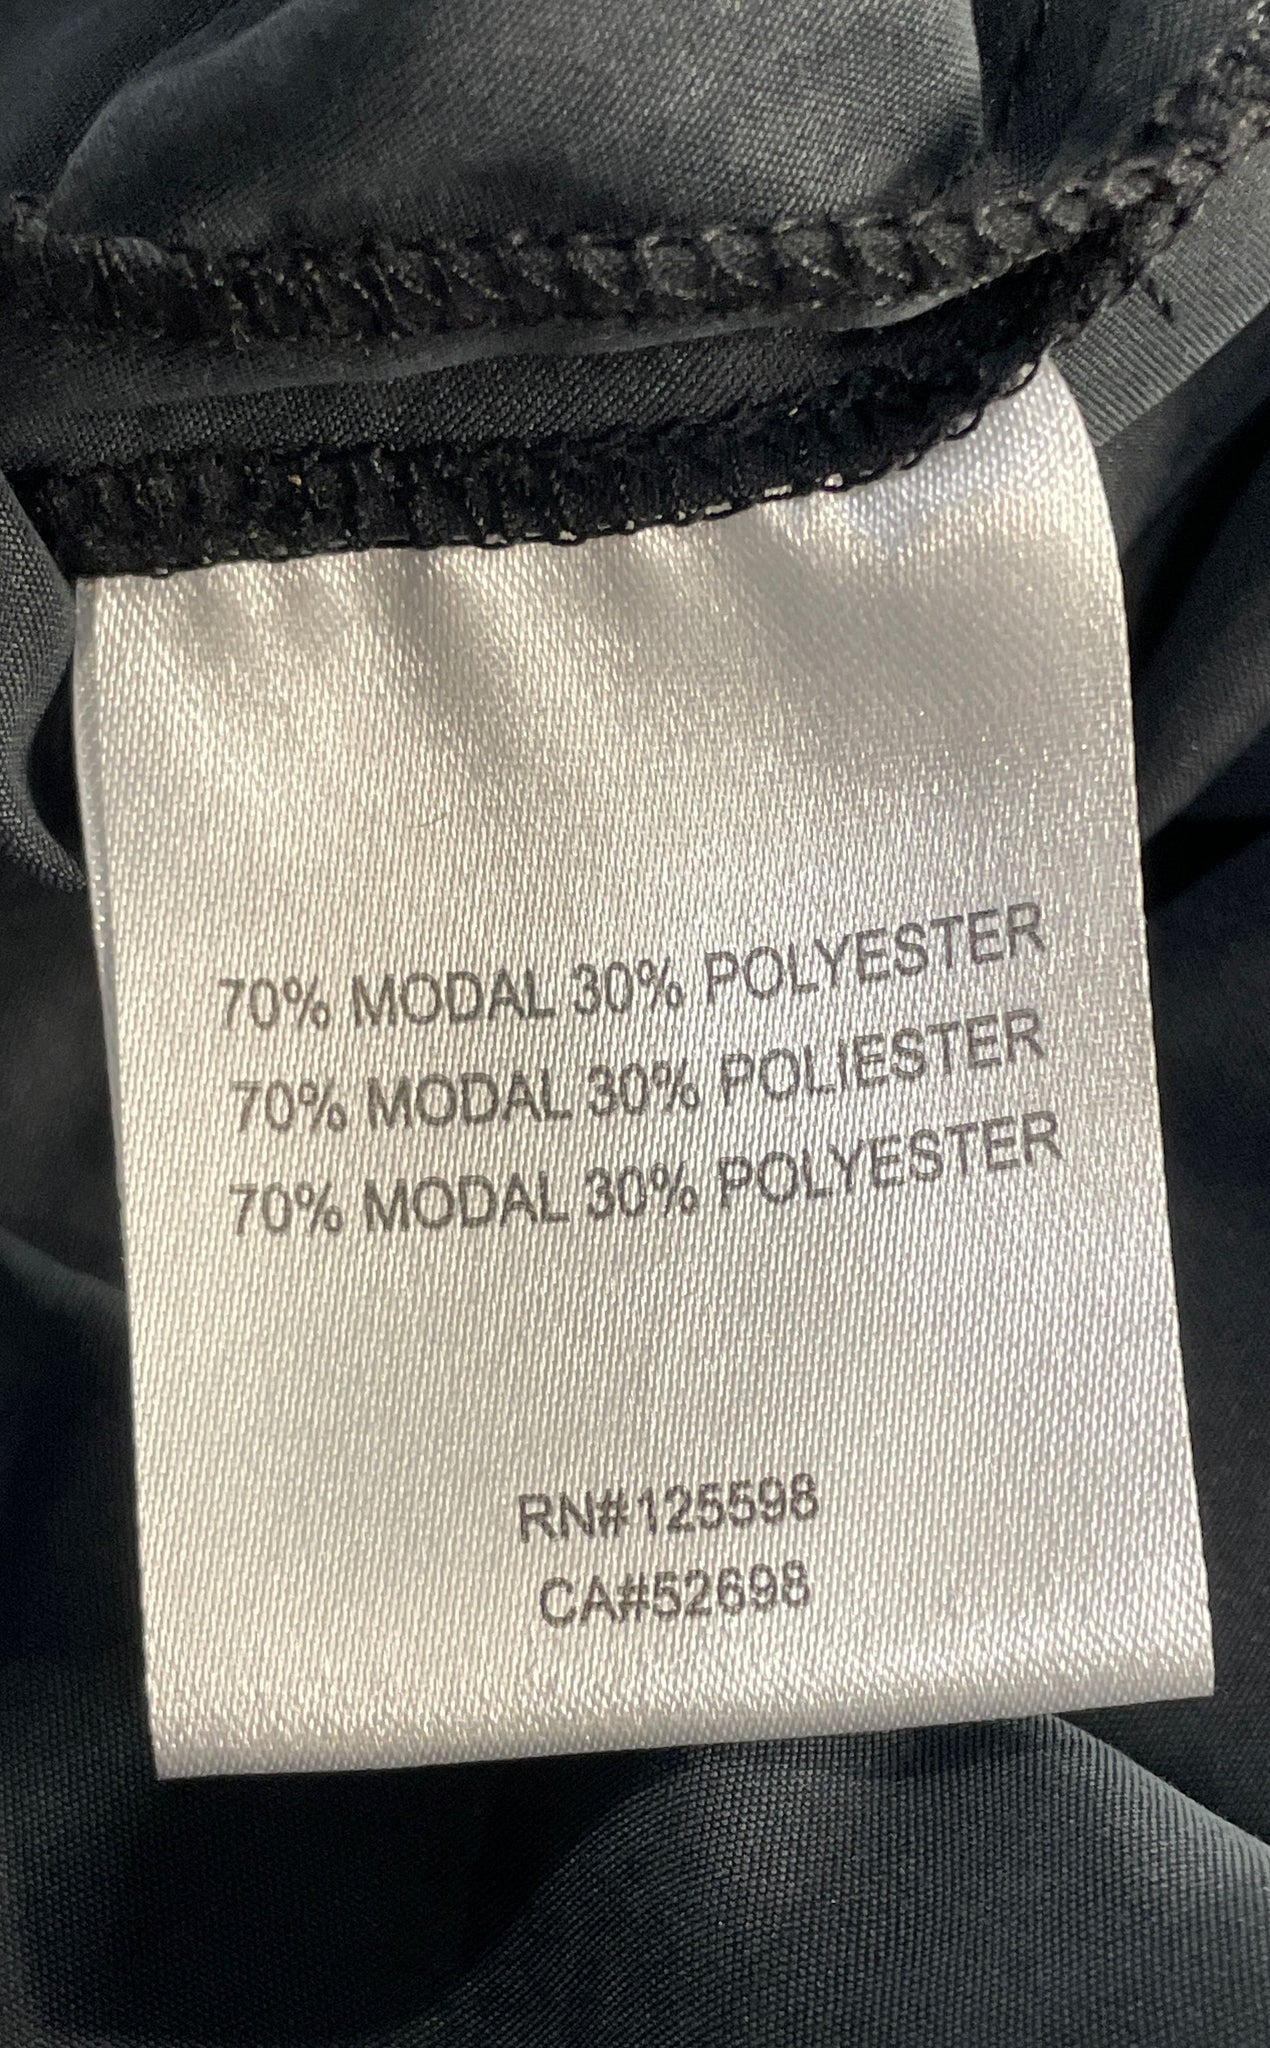 70% MODAL 30% POLYESTER
70% MODAL 30% POLIESTER
70% MODAL 30% POLYESTER
RN#125598
CA#52698